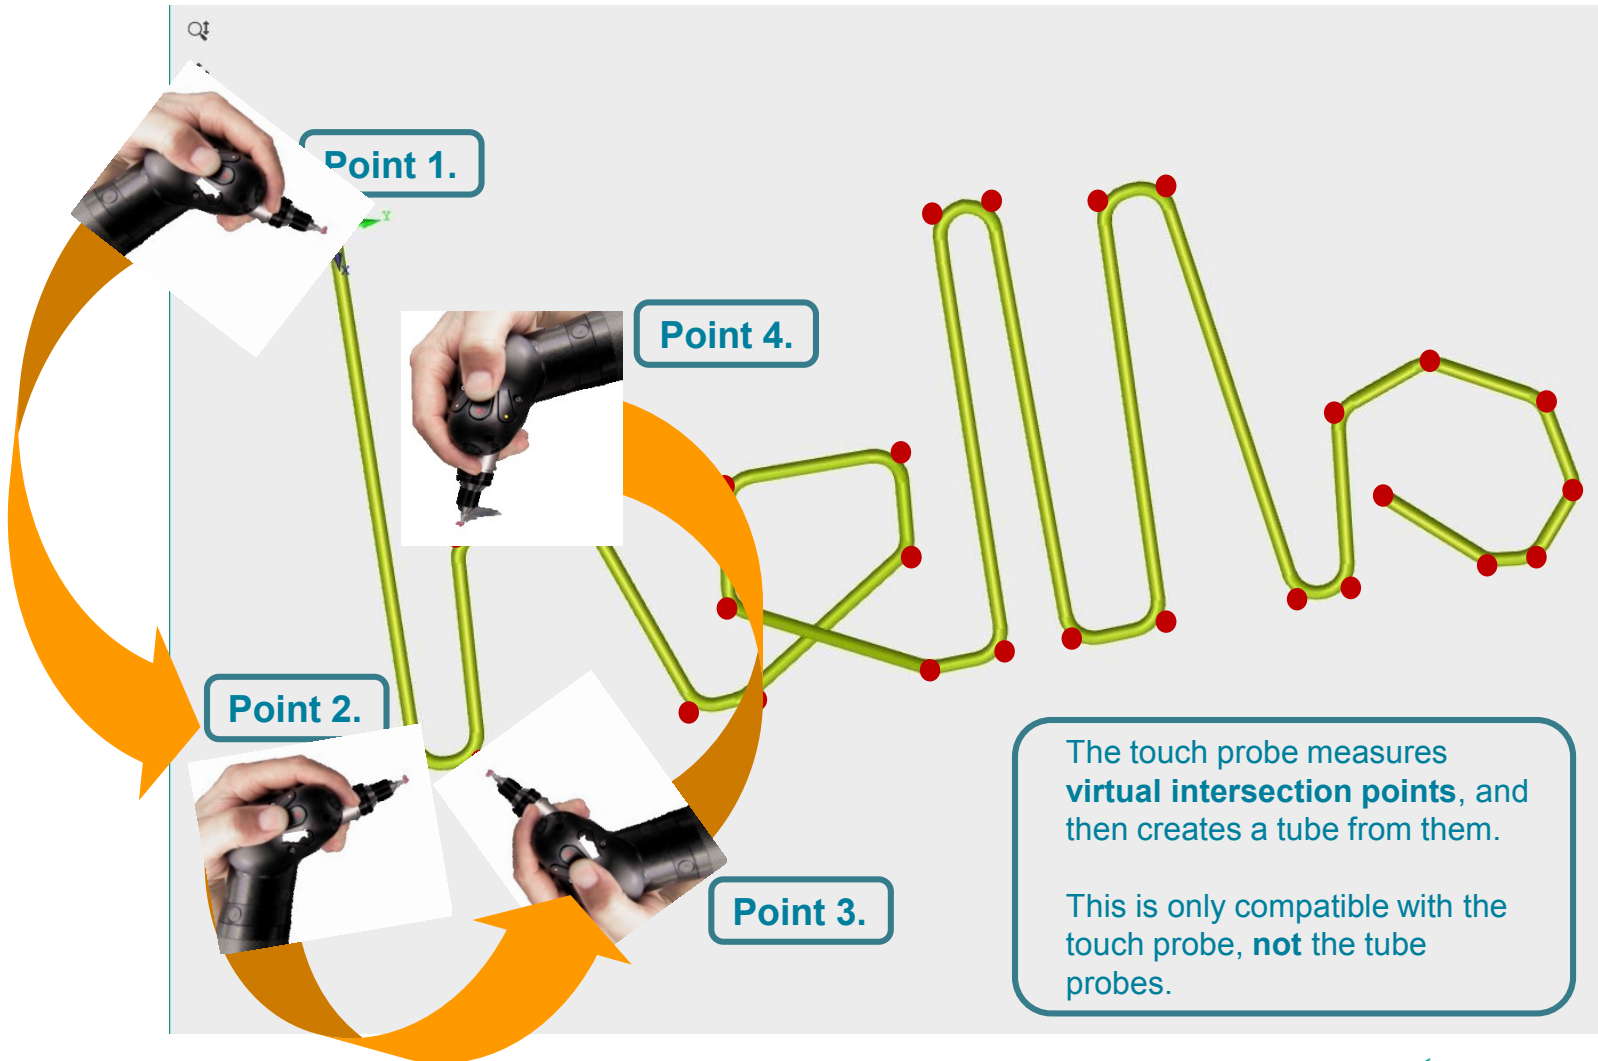 Point 1.
Y
X
Point 4.
Point 2.
Point 3.
The touch probe measures
virtual intersection points, and
then creates a tube from them.
This is only compatible with the
touch probe, not the tube
probes.